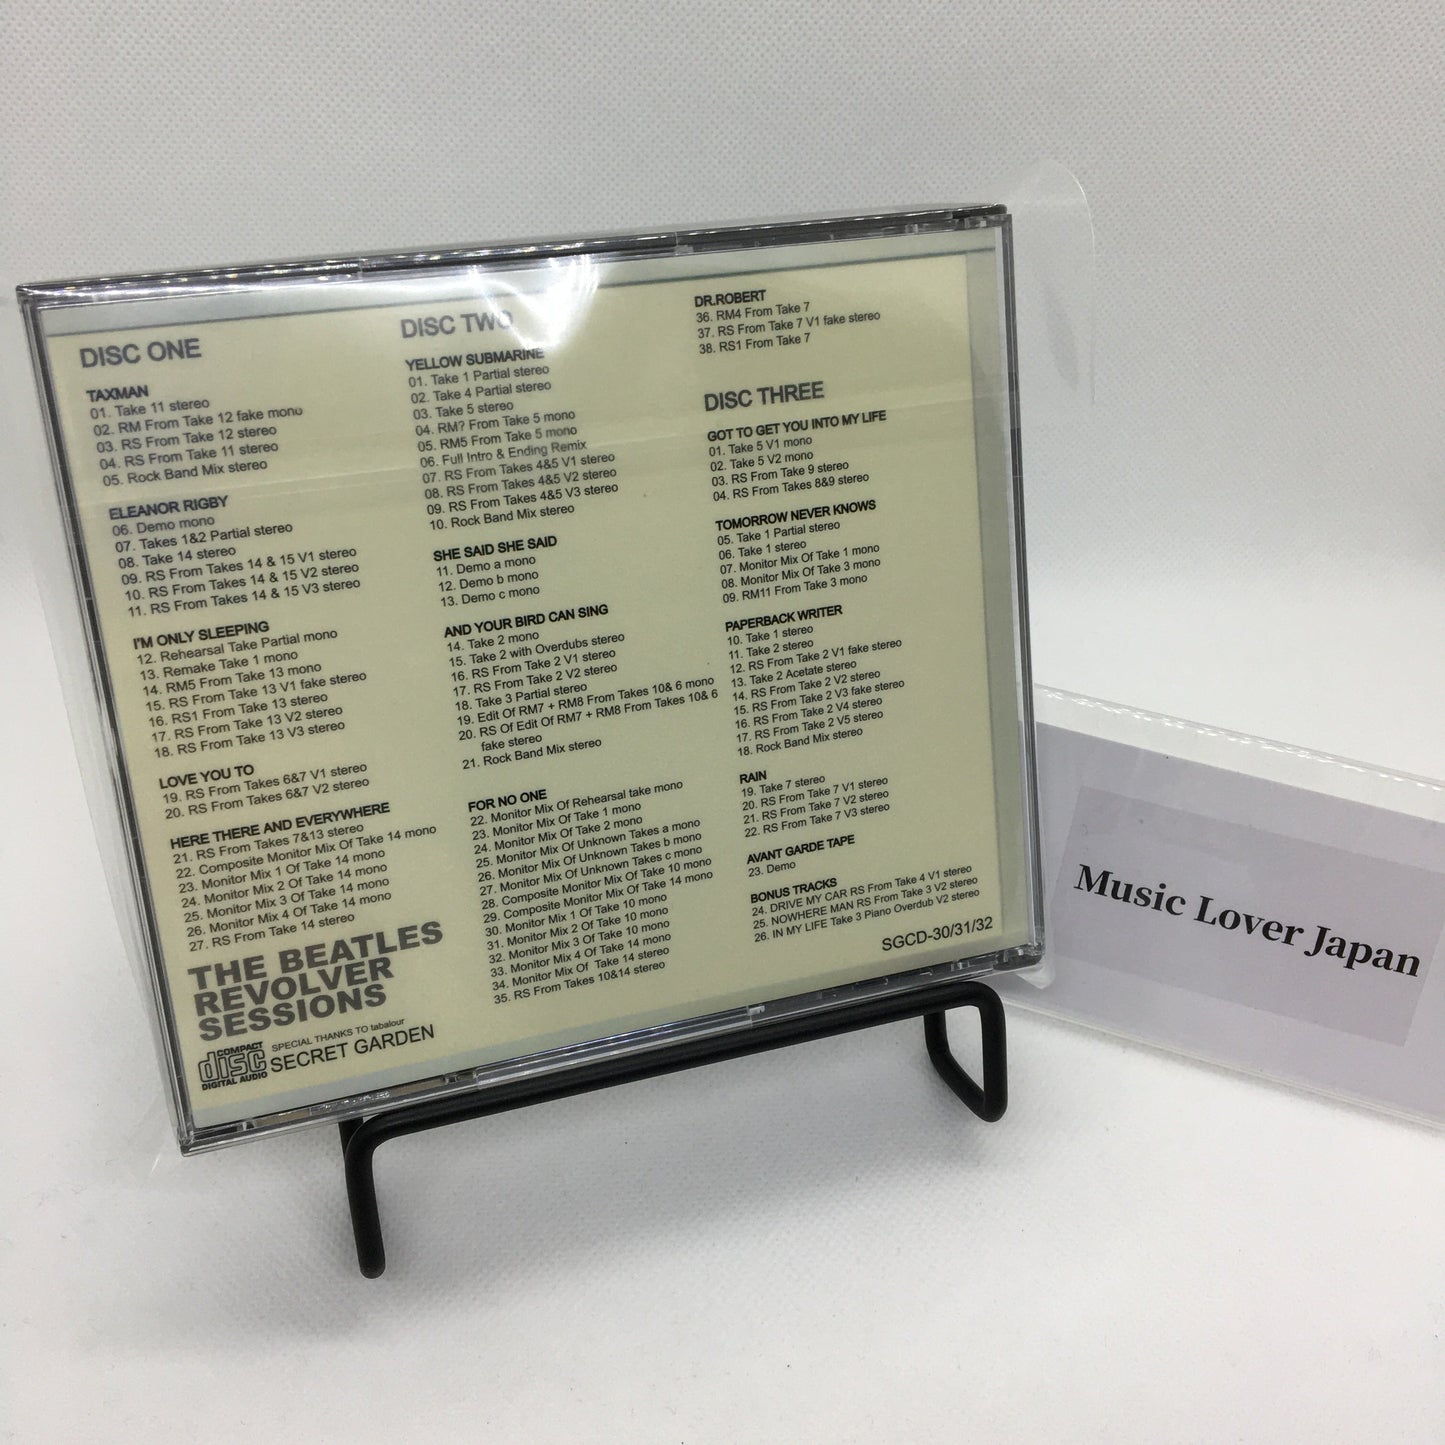 DISC ONE
TAXMAN
01. Take 11 stereo
02. RM From Take 12 fake mono
03. RS From Take 12 stereo
04. RS From Take 11 stereo
05. Rock Band Mix stereo
ELEANOR RIGBY
06. Demo mono
07. Takes 1&2 Partial stereo
08. Take 14 stereo
09. RS From Takes 14 & 15 V1 stereo
10. RS From Takes 14 & 15 V2 stereo
11. RS From Takes 14 & 15 V3 stereo
I'M ONLY SLEEPING
12. Rehearsal Take Partial mono
13. Remake Take 1 mono
14. RM5 From Take 13 mono
15. RS From Take 13 V1 fake stereo
16. RS1 From Take 13 stereo
17. RS From Take 13 V2 stereo
18. RS From Take 13 V3 stereo
LOVE YOU TO
19. RS From Takes 6&7 V1 stereo
20. RS From Takes 6&7 V2 stereo
HERE THERE AND EVERYWHERE
21. RS From Takes 7&13 stereo
22. Composite Monitor Mix Of Take 14 mono
23. Monitor Mix 1 Of Take 14 mono
24. Monitor Mix 2 Of Take 14 mono
25. Monitor Mix 3 Of Take 14 mono
26. Monitor Mix 4 Of Take 14 mono
27. RS From Take 14 stereo
THE BEATLES
REVOLVER
SESSIONS
COMPACT
disc
DIGITAL AUDIO
SPECIAL THANKS TO tabalour
SECRET GARDEN
DISC TWO
YELLOW SUBMARINE
01. Take 1 Partial stereo
02. Take 4 Partial stereo
03. Take 5 stereo
04. RM? From Take 5 mono
05. RM5 From Take 5 mono
06. Full Intro & Ending Remix
07. RS From Takes 4&5 V1 stereo
08. RS From Takes 4&5 V2 stereo
09. RS From Takes 4&5 V3 stereo
10. Rock Band Mix stereo
SHE SAID SHE SAID
11. Demo a mono
12. Demo b mono
13. Demo c mono
AND YOUR BIRD CAN SING
14. Take 2 mono
15. Take 2 with Overdubs stereo
16. RS From Take 2 V1 stereo
17. RS From Take 2 V2 stereo
18. Take 3 Partial stereo
19. Edit Of RM7 + RM8 From Takes 10& 6 mono
20. RS Of Edit Of RM7 + RM8 From Takes 10& 6
fake stereo
21. Rock Band Mix stereo
FOR NO ONE
22. Monitor Mix Of Rehearsal take mono
23. Monitor Mix Of Take 1 mono
24. Monitor Mix Of Take 2 mono
25. Monitor Mix Of Unknown Takes a mono
26. Monitor Mix Of Unknown Takes b mono
27. Monitor Mix Of Unknown Takes c mono
28. Composite Monitor Mix Of Take 10 mono
29. Composite Monitor Mix Of Take 14 mono
30. Monitor Mix 1 Of Take 10 mono
31. Monitor Mix 2 Of Take 10 mono
32. Monitor Mix 3 Of Take 10 mono
33. Monitor Mix 4 Of Take 14 mono
34. Monitor Mix Of Take 14 mono
35. RS From Takes 10&14 stereo
DR.ROBERT
36. RM4 From Take 7
37. RS From Take 7 V1 fake stereo
38. RS1 From Take 7
DISC THREE
GOT TO GET YOU INTO MY LIFE
01. Take 5 V1 mono
02. Take 5 V2 mono
03. RS From Take 9 stereo
04. RS From Takes 8&9 stereo
TOMORROW NEVER KNOWS
05. Take 1 Partial stereo
06. Take 1 stereo
07. Monitor Mix Of Take 1 mono
08. Monitor Mix Of Take 3 mono
09. RM11 From Take 3 mono
PAPERBACK WRITER
10. Take 1 stereo
11. Take 2 stereo
12. RS From Take 2 V1 fake stereo
13. Take 2 Acetate stereo
14. RS From Take 2 V2 stereo
15. RS From Take 2 V3 fake stereo
16. RS From Take 2 V4 stereo
17. RS From Take 2 V5 stereo
18. Rock Band Mix stereo
RAIN
19. Take 7 stereo
20. RS From Take 7 V1 stereo
21. RS From Take 7 V2 stereo
22. RS From Take 7 V3 stereo
AVANT GARDE TAPE
23. Demo
BONUS TRACKS
24. DRIVE MY CAR RS From Take 4 V1 stereo
25. NOWHERE MAN RS From Take 3 V2 stereo
26. IN MY LIFE Take 3 Piano Overdub V2 stereo
SGCD-30/31/32
Music Lover Japan